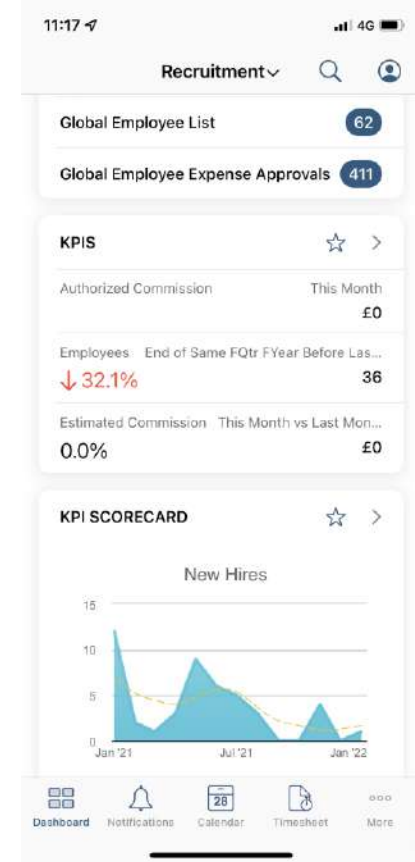 11:17 4G
Recruitment
Global Employee List 62
Global Employee Expense Approvals 411
KPIS
Authorized Commission This Month
£0
Employees End of Same FQtr FYear Before Las...
↓ 32.1% 36
Estimated Commission This Month vs Last Mon...
0.0% £0
KPI SCORECARD
New Hires
15
10
5
0
Jan '21 Jul '21 Jan '22
28
Dashboard Notifications Calendar Timesheet More